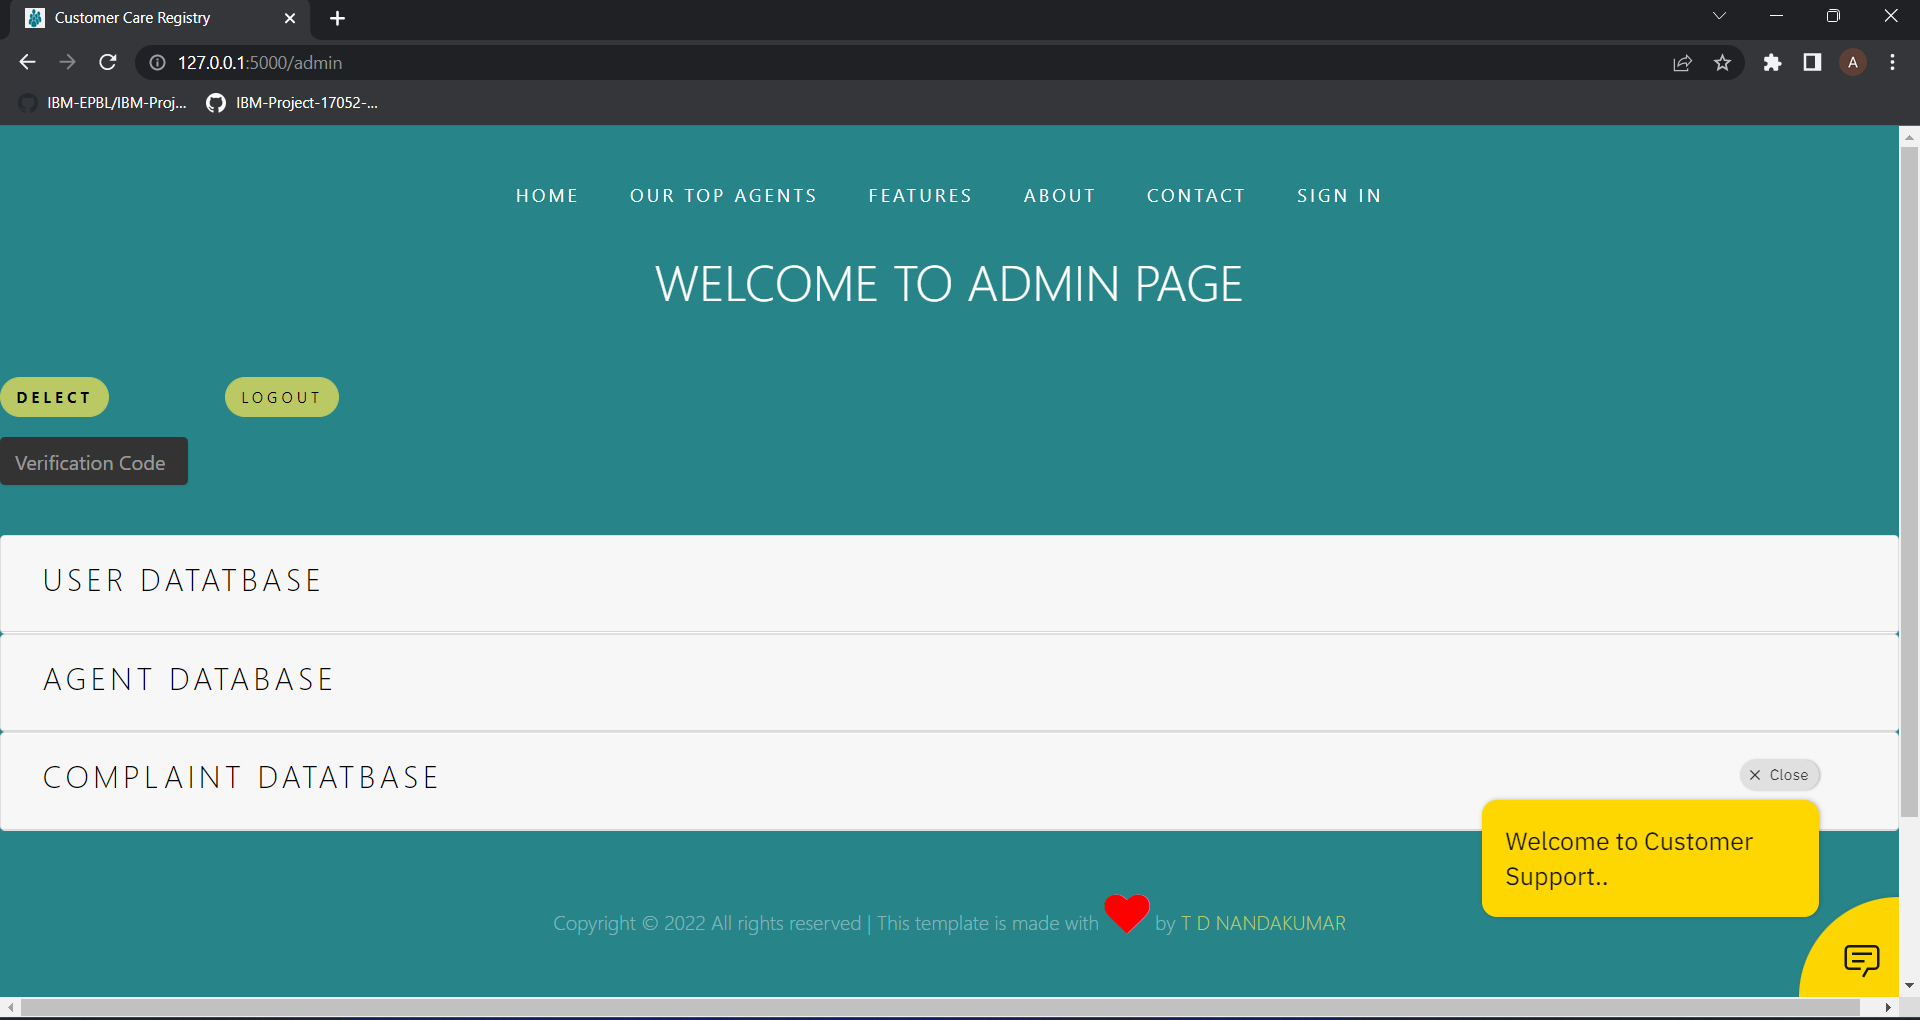 Customer Care Registry
127.0.0.1:5000/admin
A
IBM-EPBL/IBM-Proj... IBM-Project-17052-...
HOME OUR TOP AGENTS FEATURES ABOUT CONTACT SIGN IN
WELCOME TO ADMIN PAGE
DELECT LOGOUT
Verification Code
USER DATATBASE
AGENT DATABASE
COMPLAINT DATATBASE
Close
Welcome to Customer
Support..
Copyright © 2022 All rights reserved | This template is made with by T D NANDAKUMAR